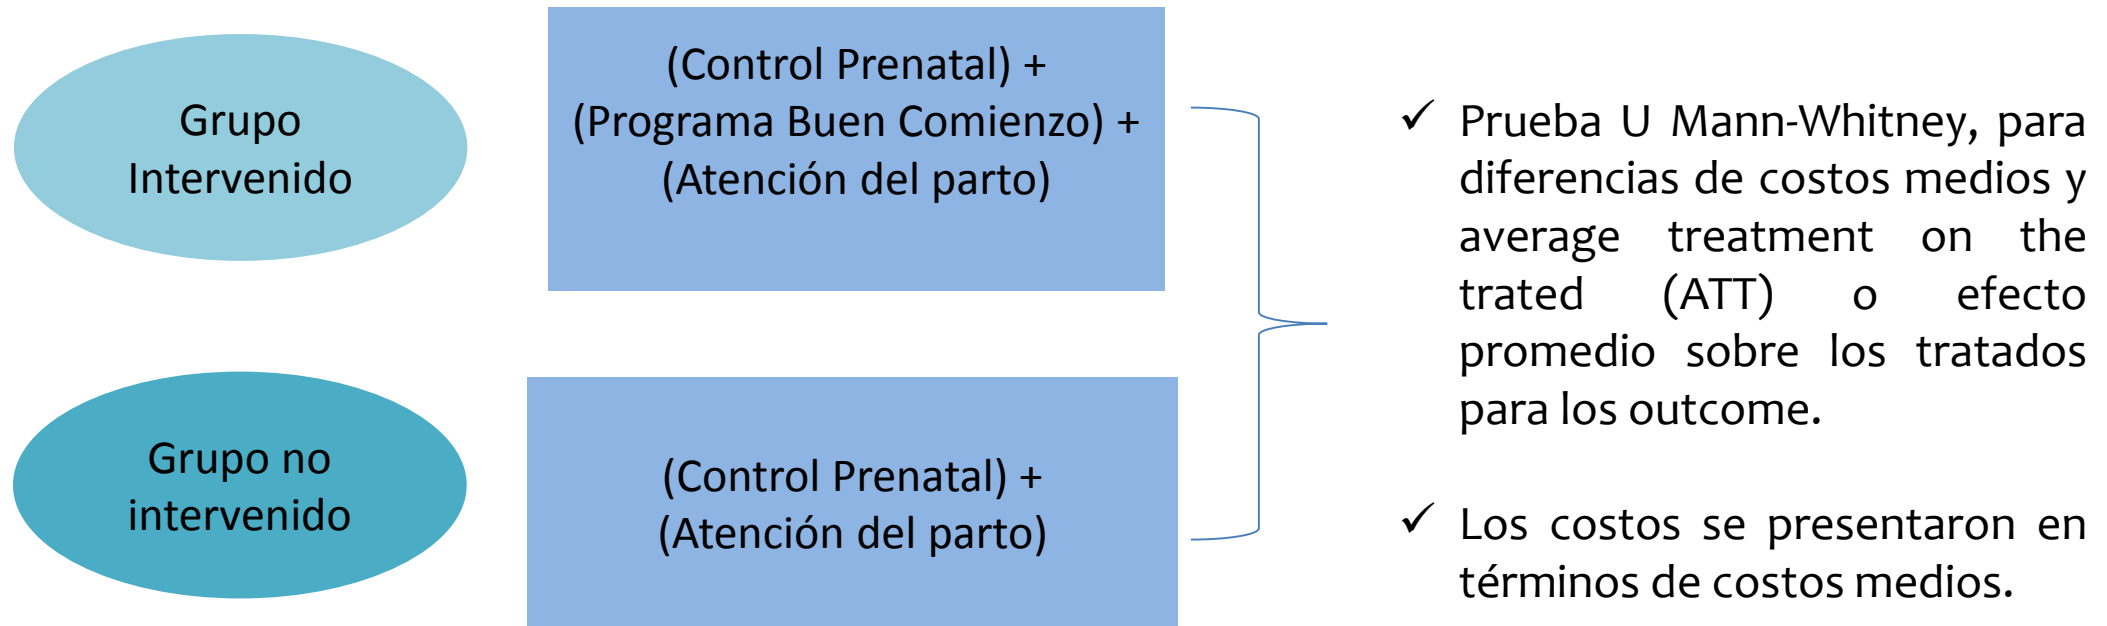 Grupo
Intervenido
(Control Prenatal) +
(Programa Buen Comienzo) +
(Atención del parto)
Grupo no
intervenido
(Control Prenatal) +
(Atención del parto)
✓ Prueba U Mann-Whitney, para
diferencias de costos medios y
average treatment on the
trated (ATT) o efecto
promedio sobre los tratados
para los outcome.
✓ Los costos se presentaron en
términos de costos medios.